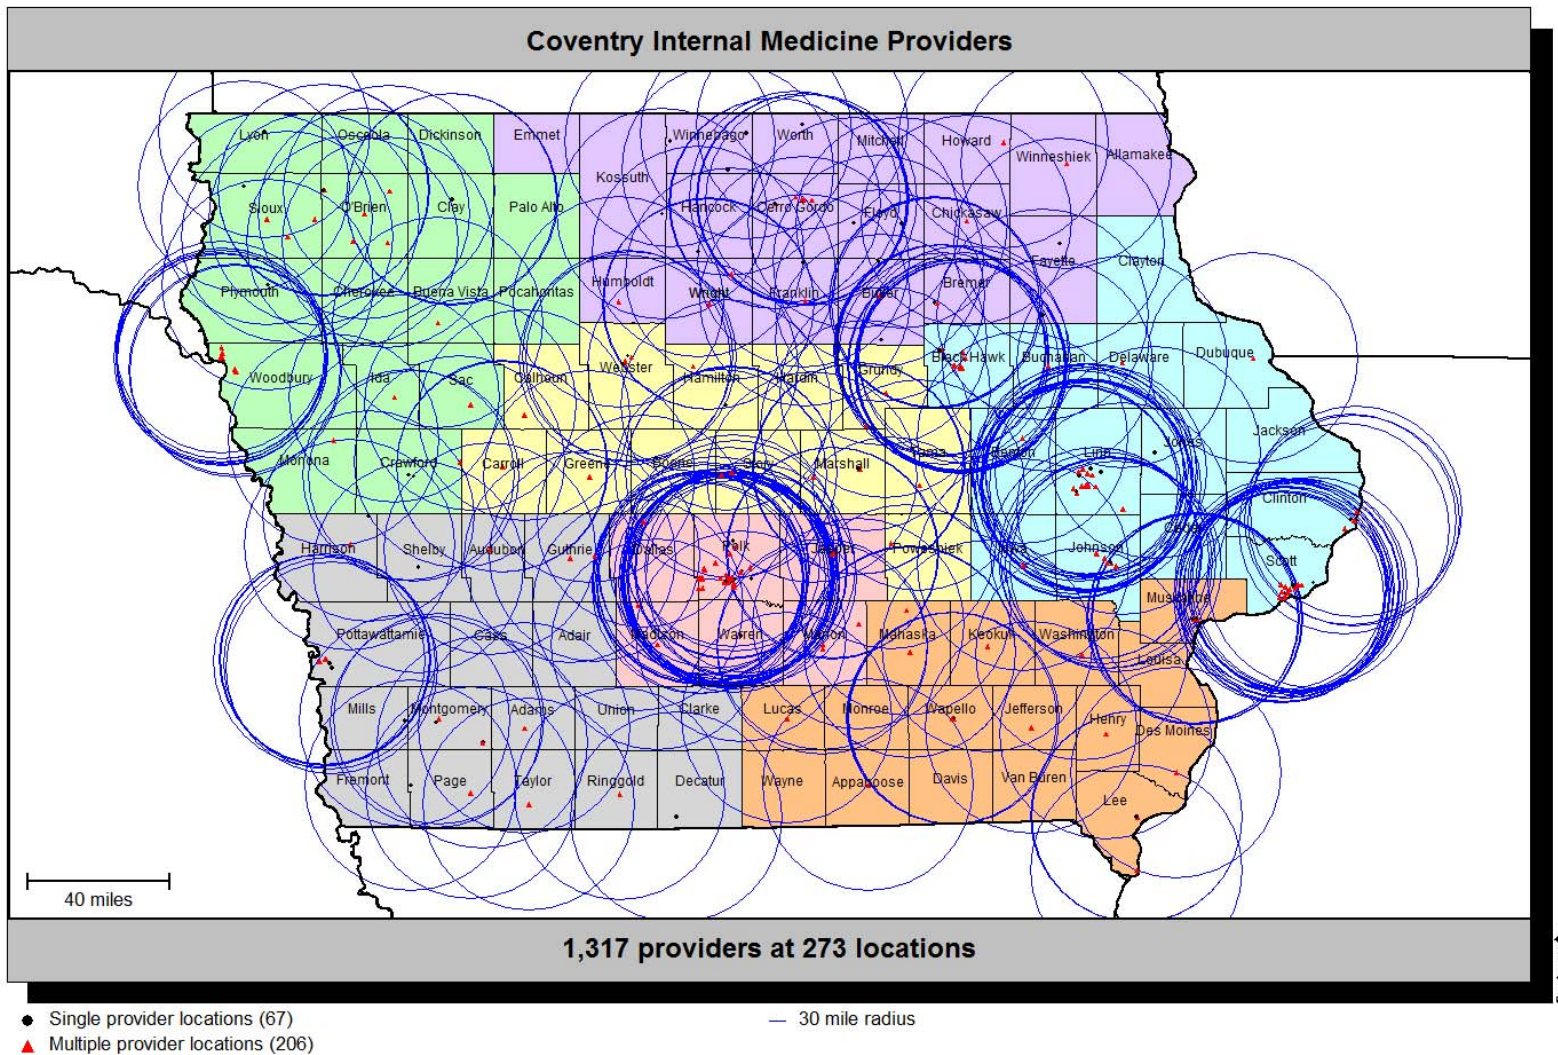 Coventry Internal Medicine Providers
Lyon Osceola Dickinson Emmet Winnebago Worth Mitchell Howard Winneshiek Allamakee
Kossuth
Sioux O'Brien Clay Palo Alto Hancock Cerro Gordo Floyd Chickasaw
Fayette Clayton
Plymouth Cherokee Buena Vista Pocahontas Humboldt Wright Franklin Butler Bremer
Woodbury Ida Sac Calhoun Webster Hamilton Hardin Grundy Black Hawk Buchanan Delaware Dubuque
Monona Crawford Carroll Greene Boone Story Marshall Tama Benton Linn Jones Jackson
Clinton
Cedar
Harrison Shelby Audubon Guthrie Dallas Polk Jasper Poweshiek Iowa Johnson Scott
Muscatine
Pottawattamie Cass Adair Madison Warren Marion Mahaska Keokuk Washington
Louisa
Mills Montgomery Adams Union Clarke Lucas Monroe Wapello Jefferson Henry Des Moines
Fremont Page Taylor Ringgold Decatur Wayne Appanoose Davis Van Buren Lee
40 miles
1,317 providers at 273 locations
Single provider locations (67)
30 mile radius
Multiple provider locations (206)